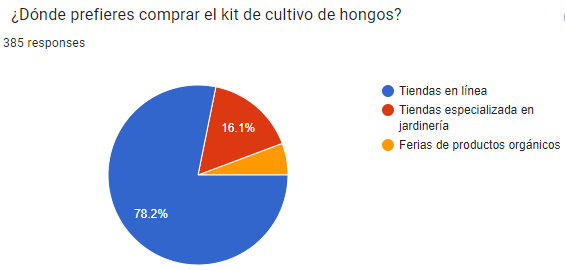 ¿Dónde prefieres comprar el kit de cultivo de hongos?
385 responses
Tiendas en línea
Tiendas especializada en
jardinería
Ferias de productos orgánicos
16.1%
78.2%